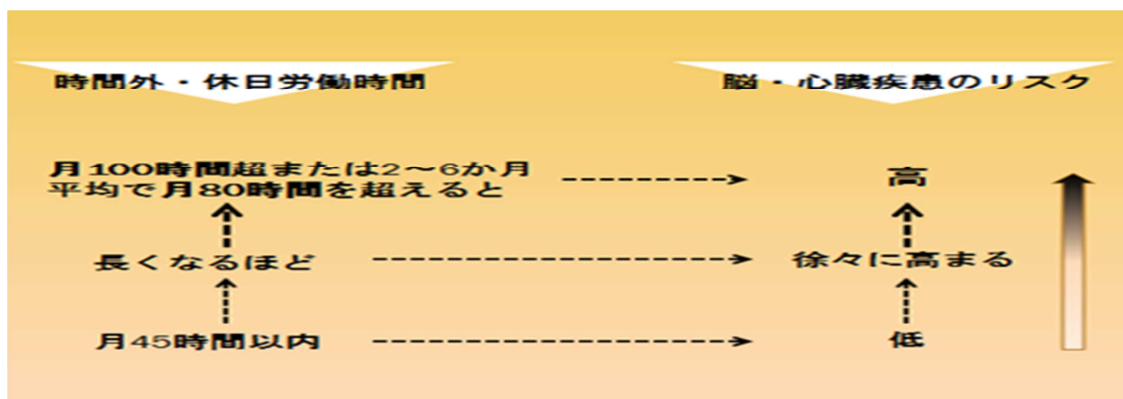 時間外・休日労働時間
脳・心臓疾患のリスク
月100時間超または2～6か月
平均で月80時間を超えると
高
長くなるほど
徐々に高まる
月45時間以内
低